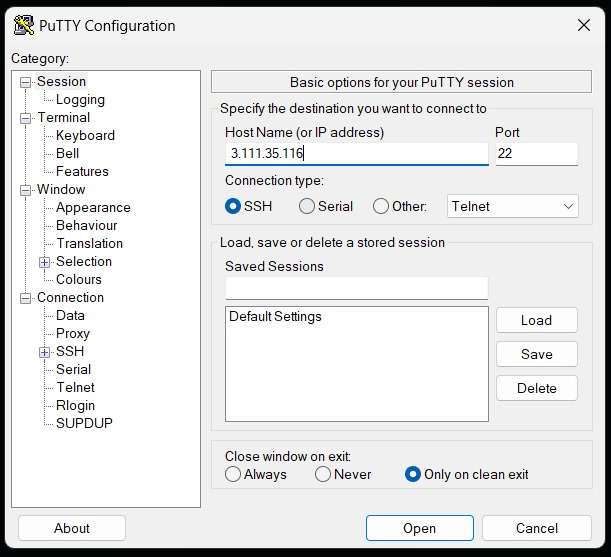 PuTTY Configuration
Category:
Session
Logging
Terminal
Keyboard
Bell
Features
Window
Appearance
Behaviour
Translation
Selection
Colours
Connection
Data
Proxy
SSH
Serial
Telnet
Rlogin
SUPDUP
Basic options for your PuTTY session
Specify the destination you want to connect to
Host Name (or IP address) Port
3.111.35.116 22
Connection type:
SSH Serial Other: Telnet
Load, save or delete a stored session
Saved Sessions
Default Settings
Load
Save
Delete
Close window on exit:
Always Never Only on clean exit
About Open Cancel